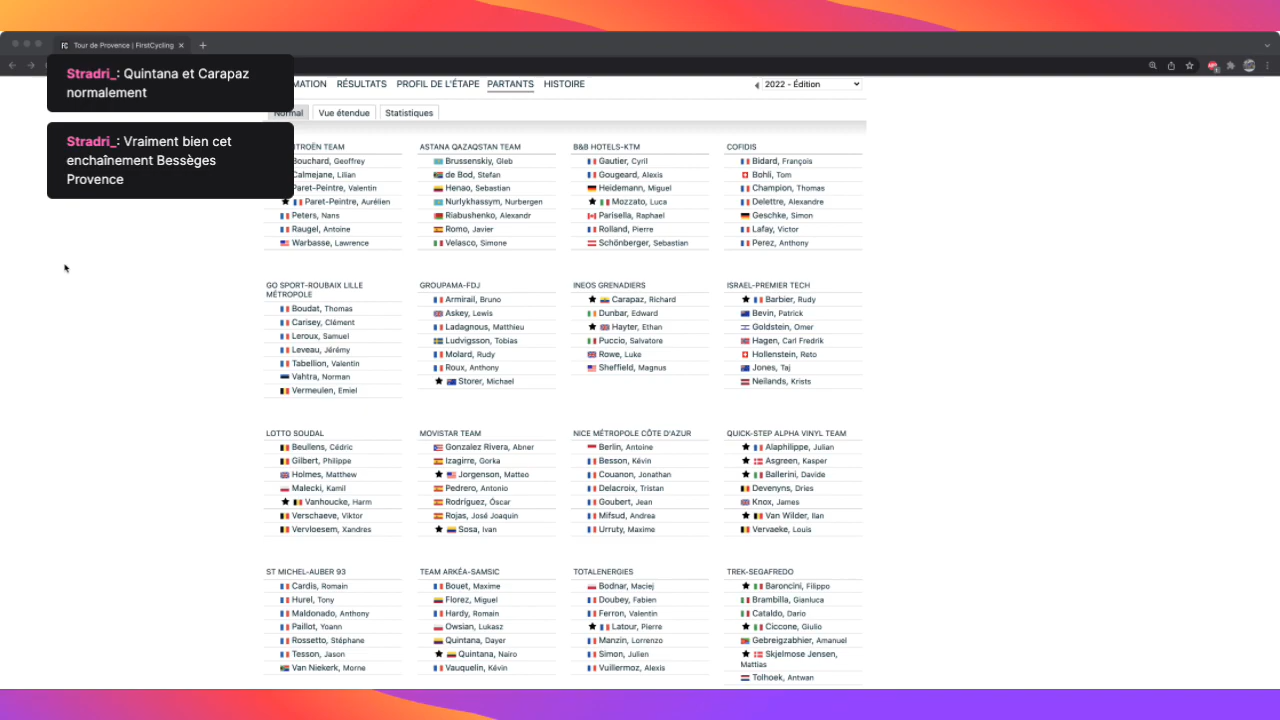 Tour de Provence | FirstCycling
Stradri_: Quintana et Carapaz
normalement
Stradri_: Vraiment bien cet
enchaînement Bessèges
Provence
RÉSULTATS PROFIL DE L'ÉTAPE PARTANTS HISTOIRE
2022 - Édition
Normal Vue étendue Statistiques
Bouchard, Geoffrey
Calmejane, Lilian
Paret-Peintre, Valentin
Paret-Peintre, Aurélien
Peters, Nans
Raugel, Antoine
Warbasse, Lawrence
ASTANA QAZAQSTAN TEAM
Brussenskiy, Gleb
de Bod, Stefan
Henao, Sebastian
Nurlykhassym, Nurbergen
Riabushenko, Alexandr
Romo, Javier
Velasco, Simone
B&B HOTELS-KTM
Gautier, Cyril
Gougeard, Alexis
Heidemann, Miguel
Mozzato, Luca
Parisella, Raphael
Rolland, Pierre
Schönberger, Sebastian
COFIDIS
Bidard, François
Bohli, Tom
Champion, Thomas
Delettre, Alexandre
Geschke, Simon
Lafay, Victor
Perez, Anthony
GO SPORT-ROUBAIX LILLE
MÉTROPOLE
Boudat, Thomas
Carisey, Clément
Leroux, Samuel
Leveau, Jérémy
Tabellion, Valentin
Vahtra, Norman
Vermeulen, Emiel
GROUPAMA-FDJ
Armirail, Bruno
Askey, Lewis
Ladagnous, Matthieu
Ludvigsson, Tobias
Molard, Rudy
Roux, Anthony
Storer, Michael
INEOS GRENADIERS
Carapaz, Richard
Dunbar, Edward
Hayter, Ethan
Puccio, Salvatore
Rowe, Luke
Sheffield, Magnus
ISRAEL-PREMIER TECH
Barbier, Rudy
Bevin, Patrick
Goldstein, Omer
Hagen, Carl Fredrik
Hollenstein, Reto
Jones, Taj
Neilands, Krists
LOTTO SOUDAL
Beullens, Cédric
Gilbert, Philippe
Holmes, Matthew
Malecki, Kamil
Vanhoucke, Harm
Verschaeve, Viktor
Vervloesem, Xandres
MOVISTAR TEAM
Gonzalez Rivera, Abner
Izagirre, Gorka
Jorgenson, Matteo
Pedrero, Antonio
Rodríguez, Óscar
Rojas, José Joaquin
Sosa, Ivan
NICE MÉTROPOLE CÔTE D'AZUR
Berlin, Antoine
Besson, Kévin
Couanon, Jonathan
Delacroix, Tristan
Goubert, Jean
Mifsud, Andrea
Urruty, Maxime
QUICK-STEP ALPHA VINYL TEAM
Alaphilippe, Julian
Asgreen, Kasper
Ballerini, Davide
Devenyns, Dries
Knox, James
Van Wilder, Ilan
Vervaeke, Louis
ST MICHEL-AUBER 93
Cardis, Romain
Hurel, Tony
Maldonado, Anthony
Paillot, Yoann
Rossetto, Stéphane
Tesson, Jason
Van Niekerk, Morne
TEAM ARKÉA-SAMSIC
Bouet, Maxime
Florez, Miguel
Hardy, Romain
Owsian, Lukasz
Quintana, Dayer
Quintana, Nairo
Vauquelin, Kévin
TOTALENERGIES
Bodnar, Maciej
Doubey, Fabien
Ferron, Valentin
Latour, Pierre
Manzin, Lorrenzo
Simon, Julien
Vuillermoz, Alexis
TREK-SEGAFREDO
Baroncini, Filippo
Brambilla, Gianluca
Cataldo, Dario
Ciccone, Giulio
Gebreigzabhier, Amanuel
Skjelmose Jensen,
Mattias
Tolhoek, Antwan